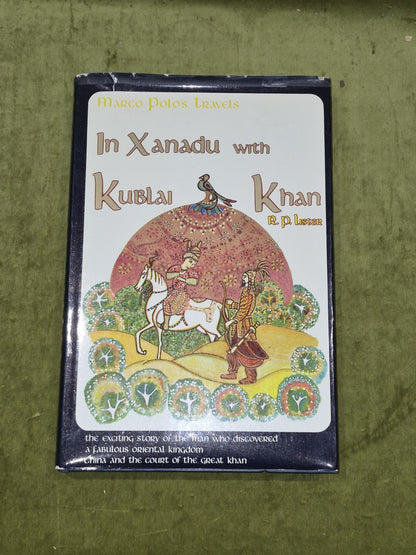 Marco Polo's Travels
In Xanadu with
Kublai Khan
R. P. Lister
the exciting story of the man who discovered
a fabulous oriental kingdom
china and the court of the great khan